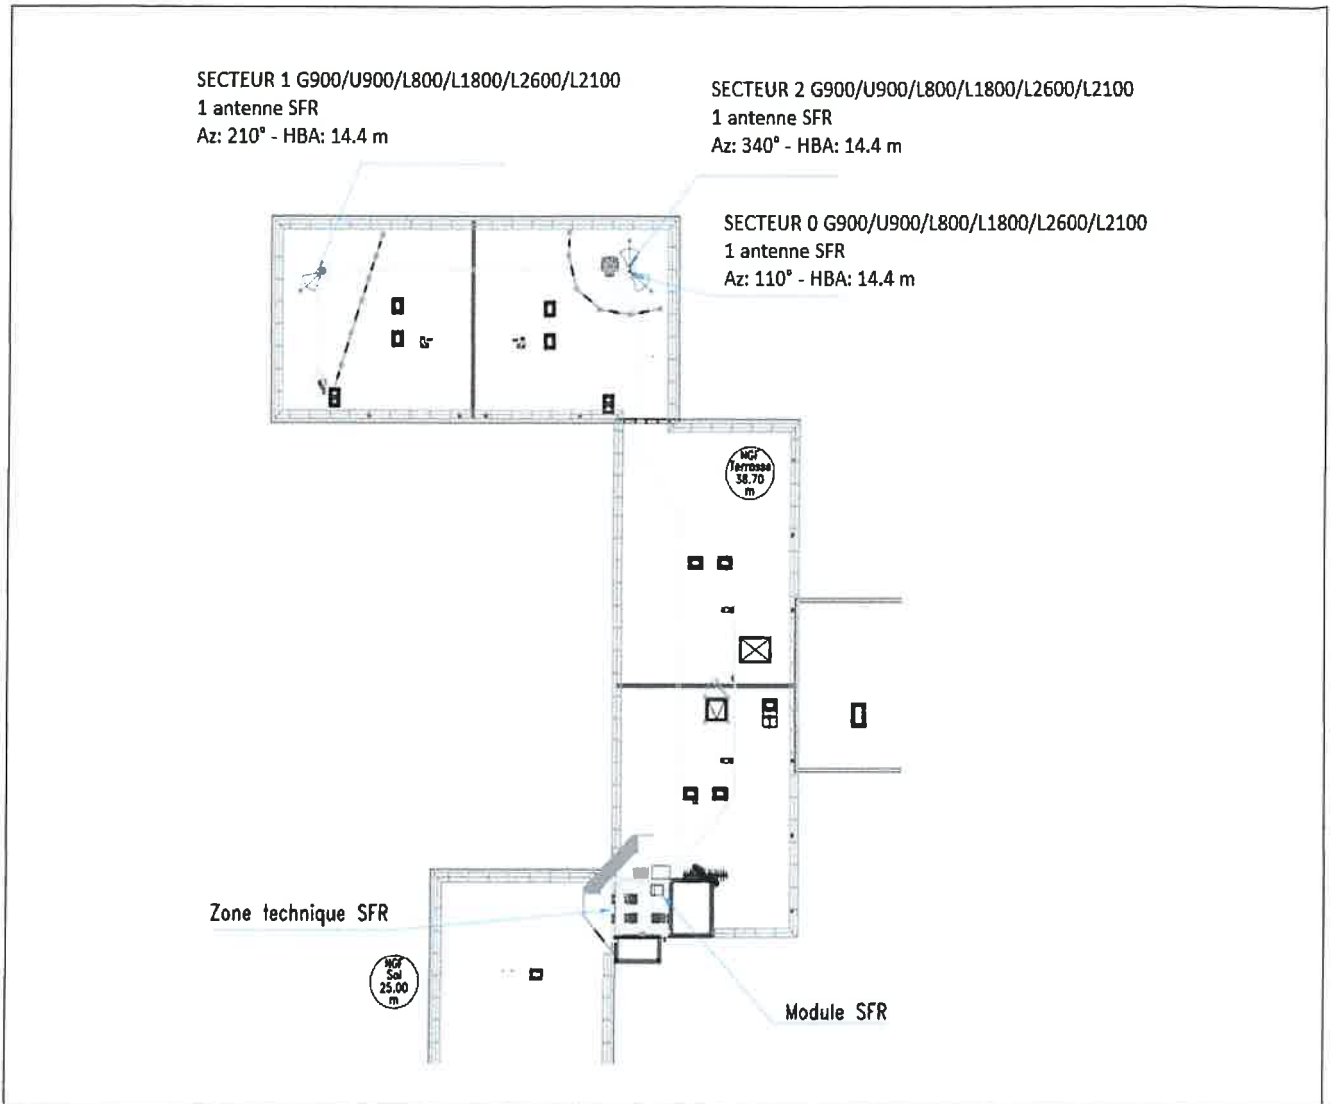 SECTEUR 1 G900/U900/L800/L1800/L2600/L2100
1 antenne SFR
Az: 210° - HBA: 14.4 m
SECTEUR 2 G900/U900/L800/L1800/L2600/L2100
1 antenne SFR
Az: 340° - HBA: 14.4 m
SECTEUR 0 G900/U900/L800/L1800/L2600/L2100
1 antenne SFR
Az: 110° - HBA: 14.4 m
NGF
Terrasse
38.70
m
Zone technique SFR
NGF
Sol
25.00
m
Module SFR